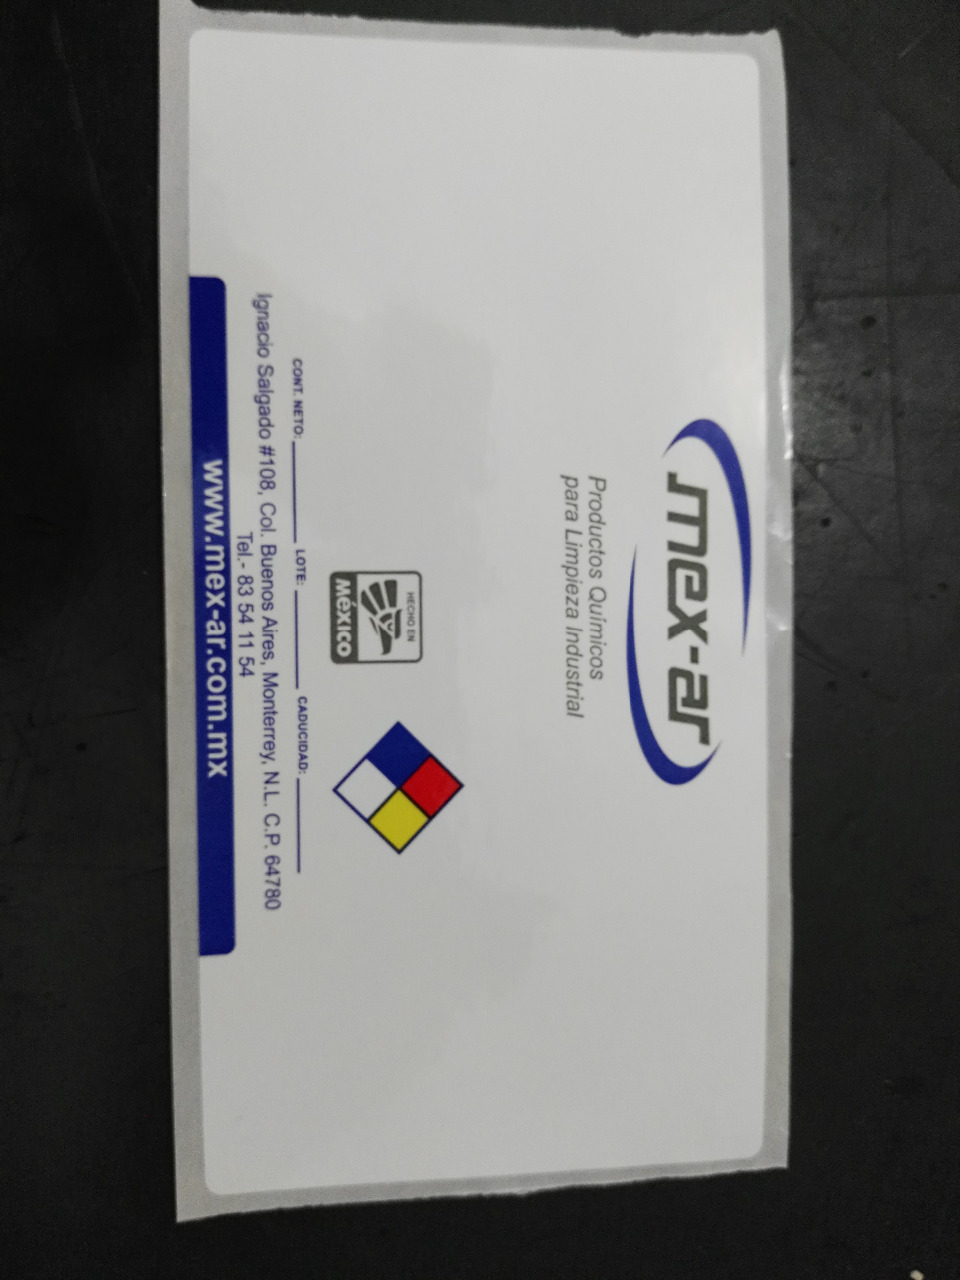 mex-ar
Productos Químicos
para Limpieza Industrial
HECHO EN
México
CONT. NETO: LOTE: CADUCIDAD:
Ignacio Salgado #108, Col. Buenos Aires, Monterrey, N.L. C.P. 64780
Tel.- 83 54 11 54
www.mex-ar.com.mx